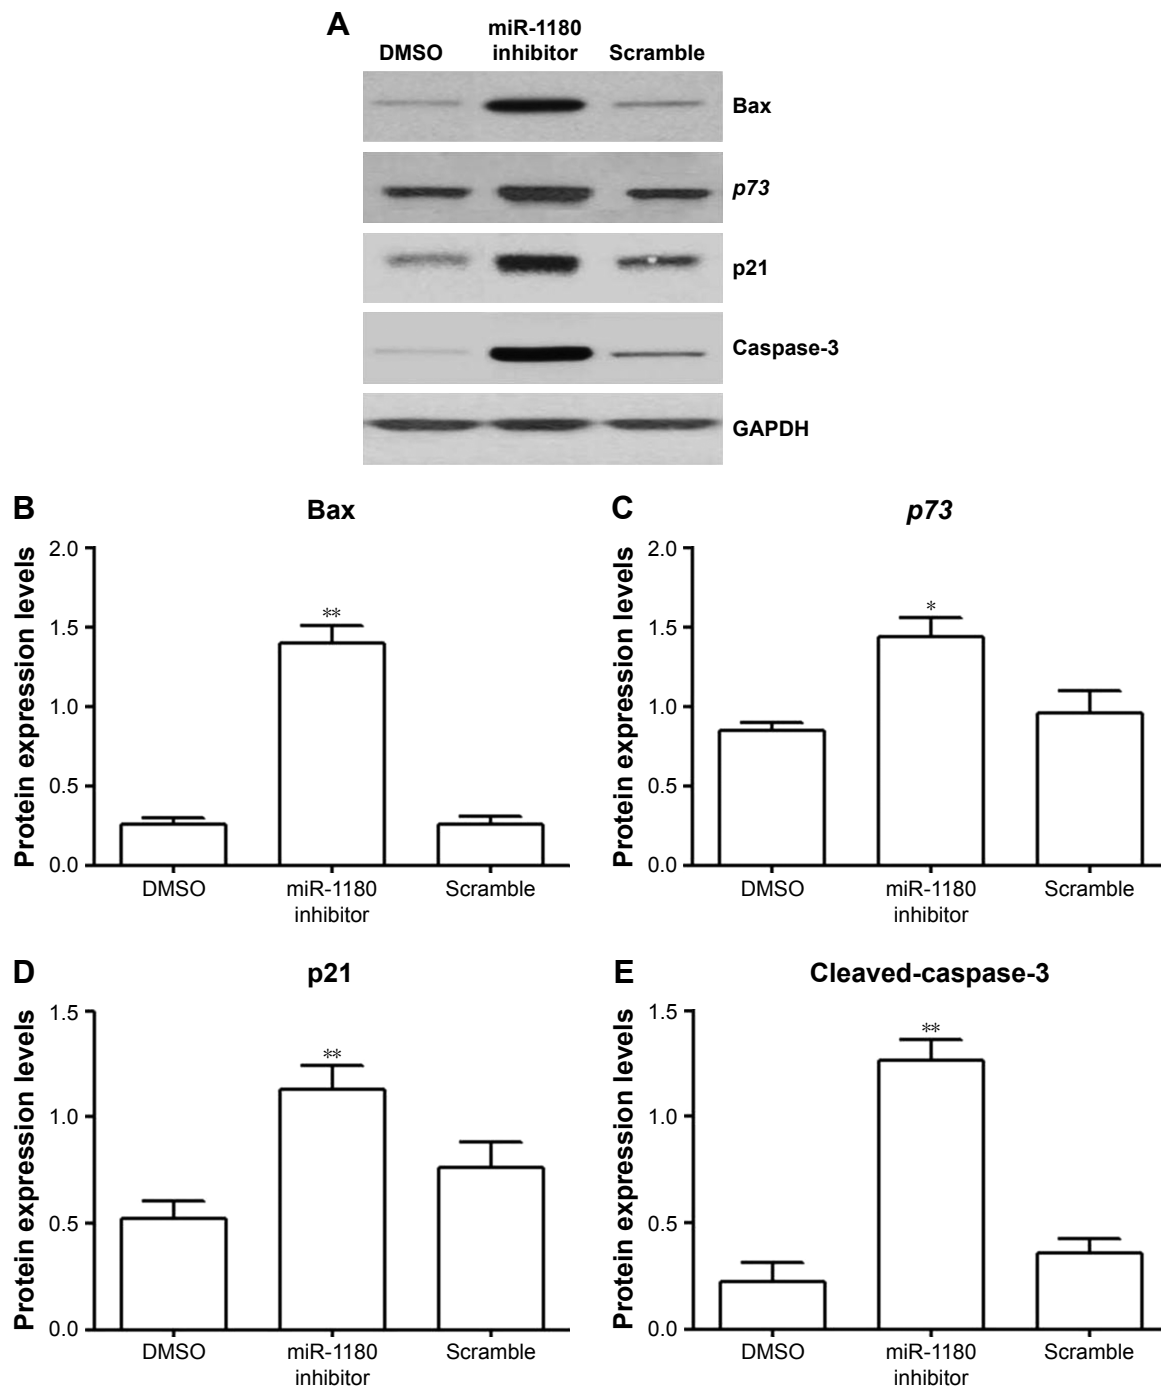 A
DMSO
miR-1180
inhibitor
Scramble
Bax
p73
p21
Caspase-3
GAPDH
B
Bax
Protein expression levels
2.0
1.5
1.0
0.5
0.0
**
DMSO
miR-1180
inhibitor
Scramble
C
p73
Protein expression levels
2.0
1.5
1.0
0.5
0.0
*
DMSO
miR-1180
inhibitor
Scramble
D
p21
Protein expression levels
1.5
1.0
0.5
0.0
**
DMSO
miR-1180
inhibitor
Scramble
E
Cleaved-caspase-3
Protein expression levels
1.5
1.0
0.5
0.0
**
DMSO
miR-1180
inhibitor
Scramble